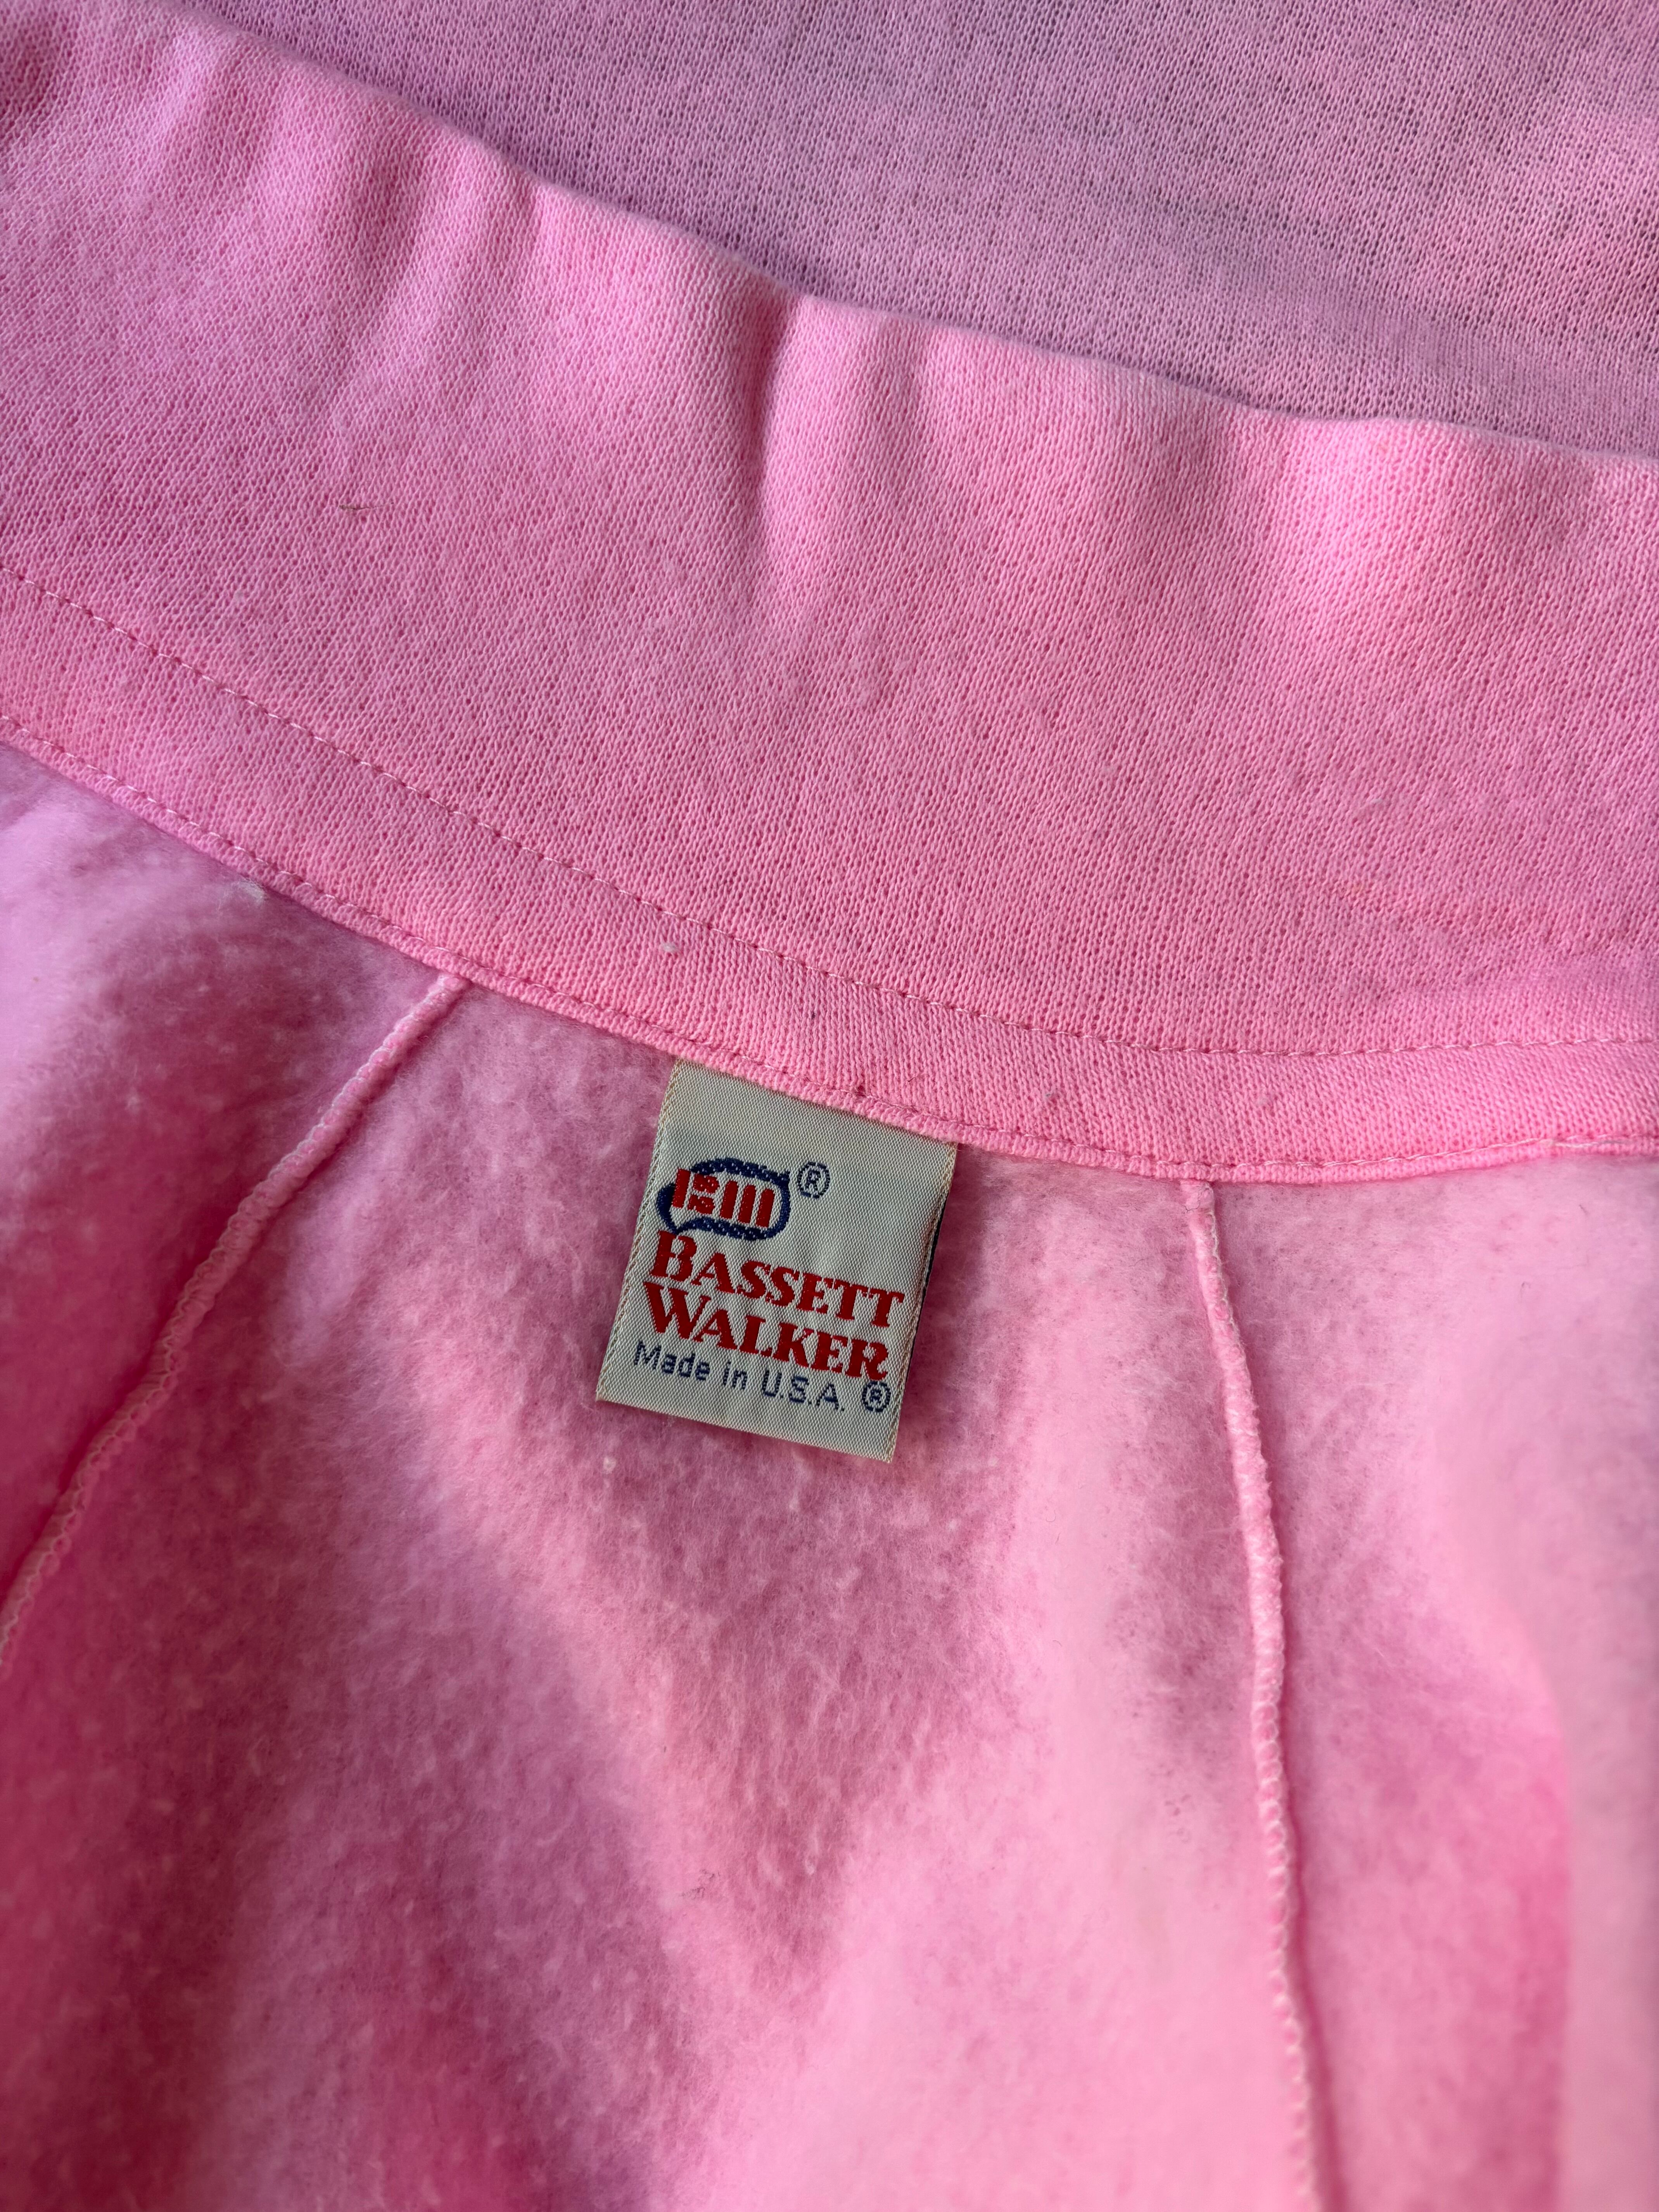 ®
BASSETT
WALKER
Made in U.S.A. ®